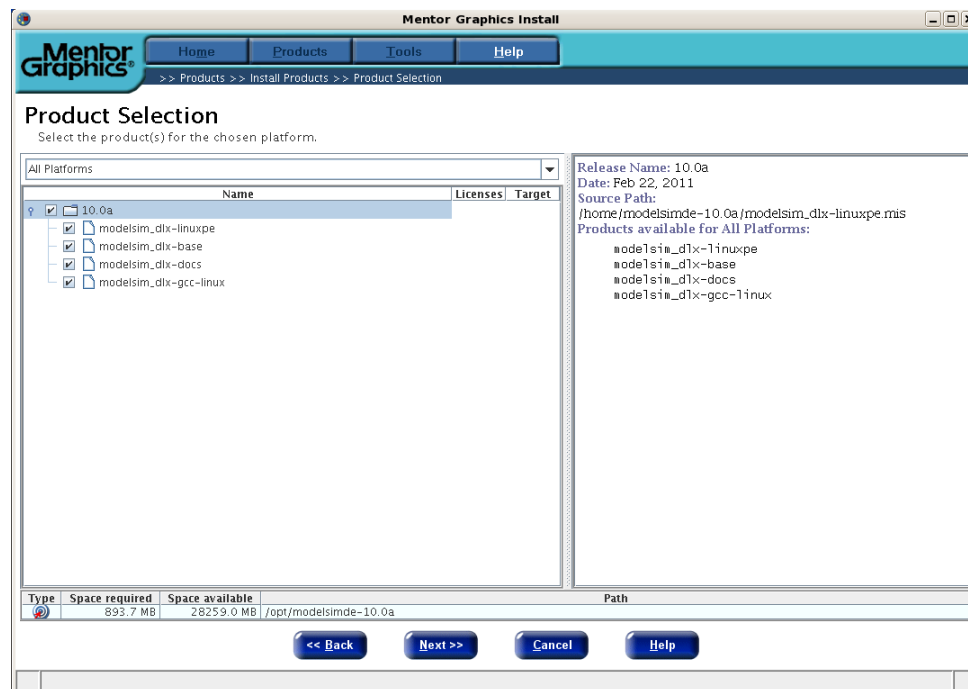 Mentor Graphics Install
Mentor Graphics®
Home Products Tools Help
>> Products >> Install Products >> Product Selection
Product Selection
Select the product(s) for the chosen platform.
All Platforms
Name Licenses Target
10.0a
modelsim_dlx-linuxpe
modelsim_dlx-base
modelsim_dlx-docs
modelsim_dlx-gcc-linux
Release Name: 10.0a
Date: Feb 22, 2011
Source Path:
/home/modelsimde-10.0a/modelsim_dlx-linuxpe.mis
Products available for All Platforms:
modelsim_dlx-linuxpe
modelsim_dlx-base
modelsim_dlx-docs
modelsim_dlx-gcc-linux
Type Space required Space available Path
893.7 MB 28259.0 MB /opt/modelsimde-10.0a
<< Back Next >> Cancel Help